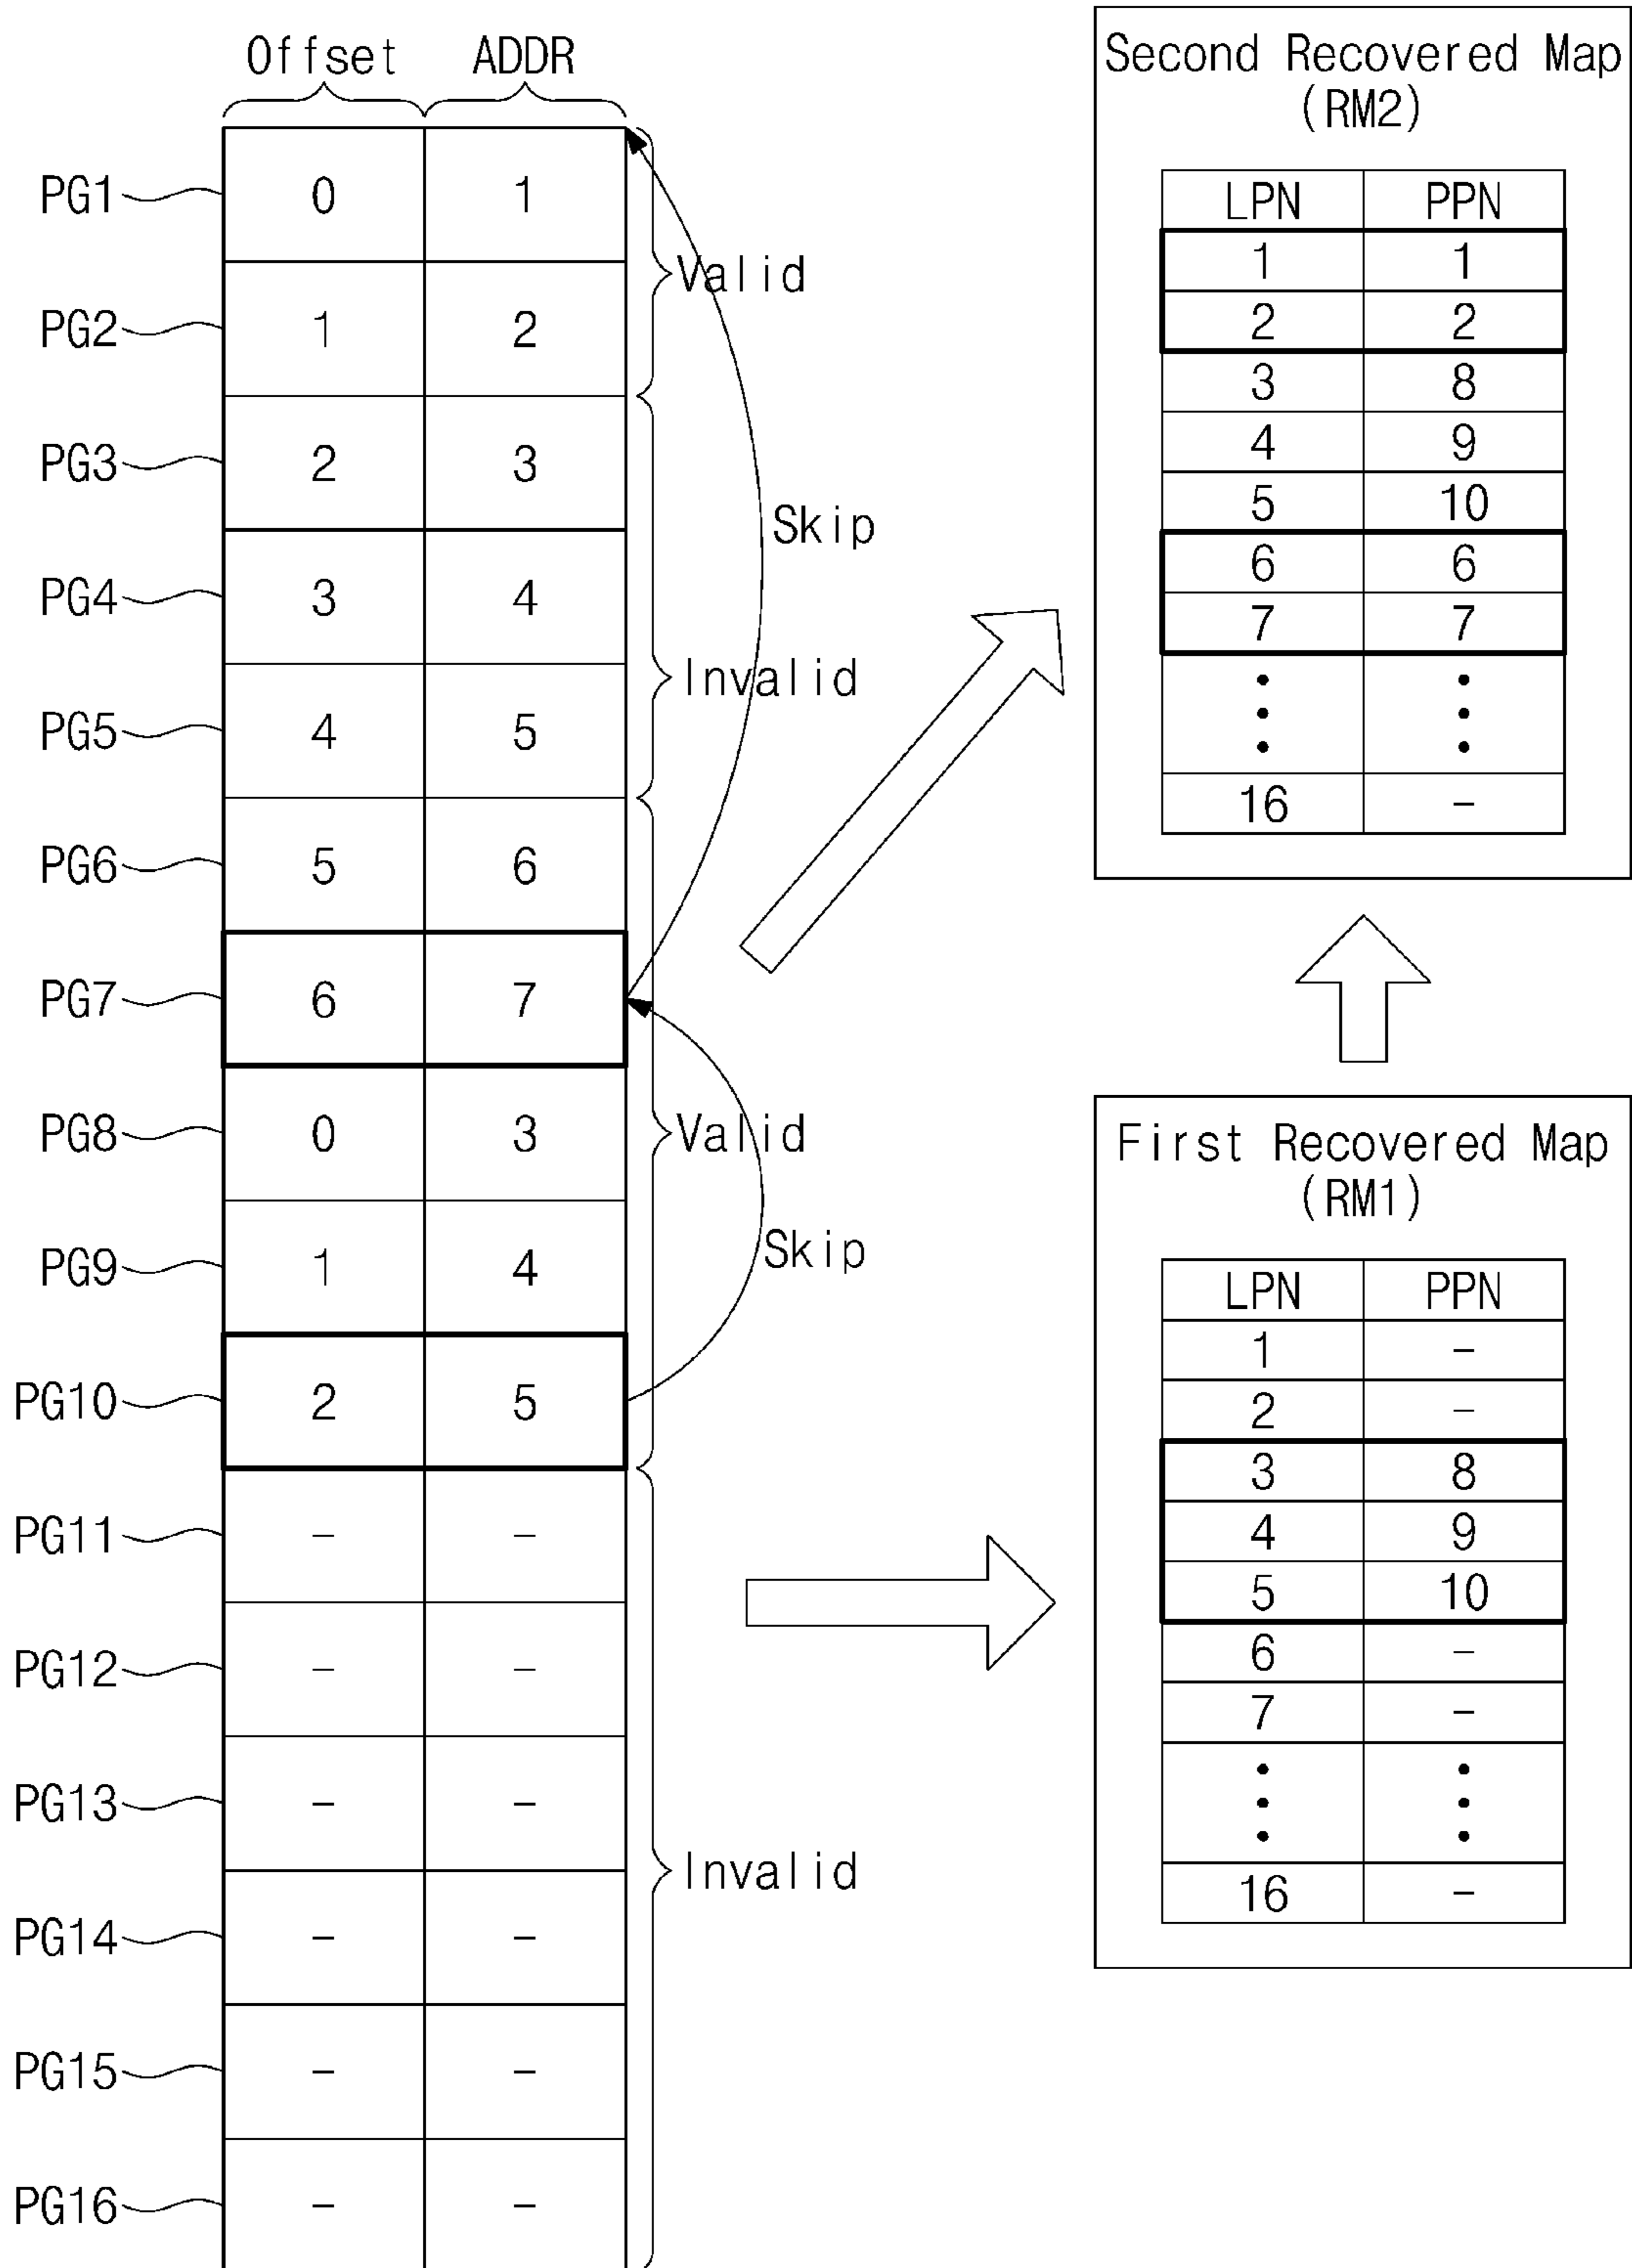 Offset ADDR
PG1 0 1
PG2 1 2
Valid
PG3 2 3
PG4 3 4
PG5 4 5
Invalid
Skip
PG6 5 6
PG7 6 7
PG8 0 3
PG9 1 4
PG10 2 5
Valid
Skip
PG11 - -
PG12 - -
PG13 - -
PG14 - -
PG15 - -
PG16 - -
Invalid
Second Recovered Map
(RM2)
LPN PPN
1 1
2 2
3 8
4 9
5 10
6 6
7 7
16 -
First Recovered Map
(RM1)
LPN PPN
1 -
2 -
3 8
4 9
5 10
6 -
7 -
16 -